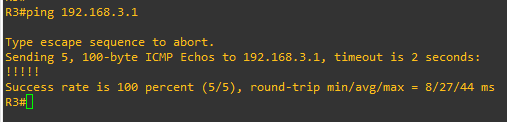 R3#ping 192.168.3.1
Type escape sequence to abort.
Sending 5, 100-byte ICMP Echos to 192.168.3.1, timeout is 2 seconds:
!!!!!
Success rate is 100 percent (5/5), round-trip min/avg/max = 8/27/44 ms
R3#